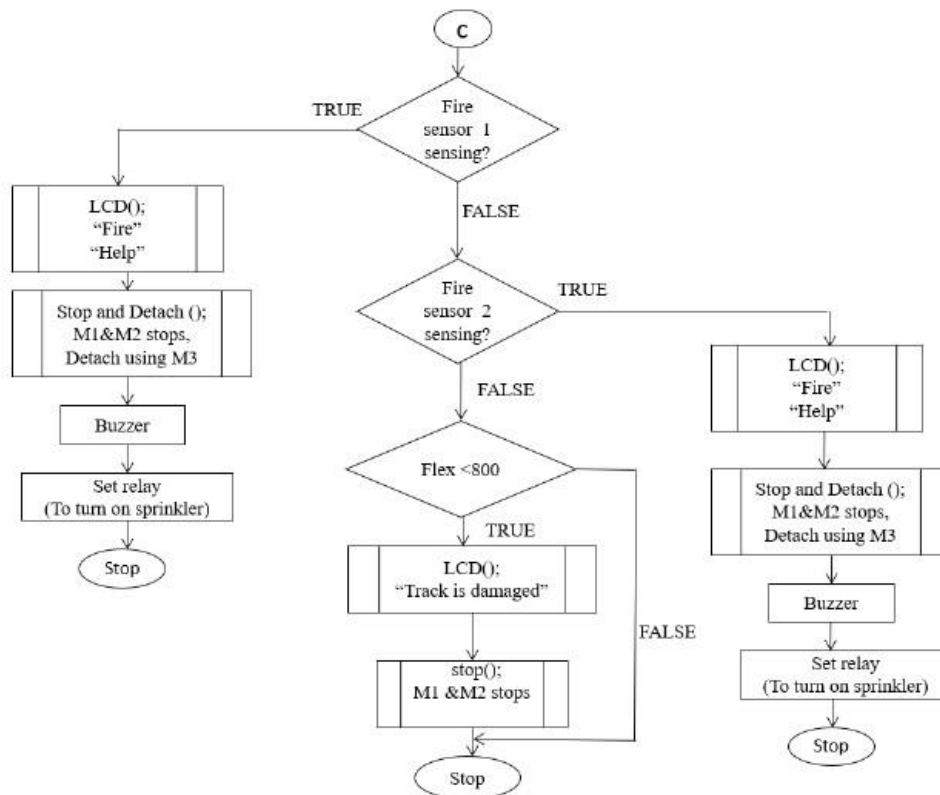 C
Fire
sensor 1
sensing?
TRUE
FALSE
LCD();
“Fire”
“Help”
Stop and Detach ();
M1&M2 stops,
Detach using M3
Buzzer
Set relay
(To turn on sprinkler)
Stop
Fire
sensor 2
sensing?
TRUE
FALSE
LCD();
“Fire”
“Help”
Stop and Detach ();
M1&M2 stops,
Detach using M3
Buzzer
Set relay
(To turn on sprinkler)
Stop
Flex <800
TRUE
FALSE
LCD();
“Track is damaged”
stop();
M1 &M2 stops
Stop